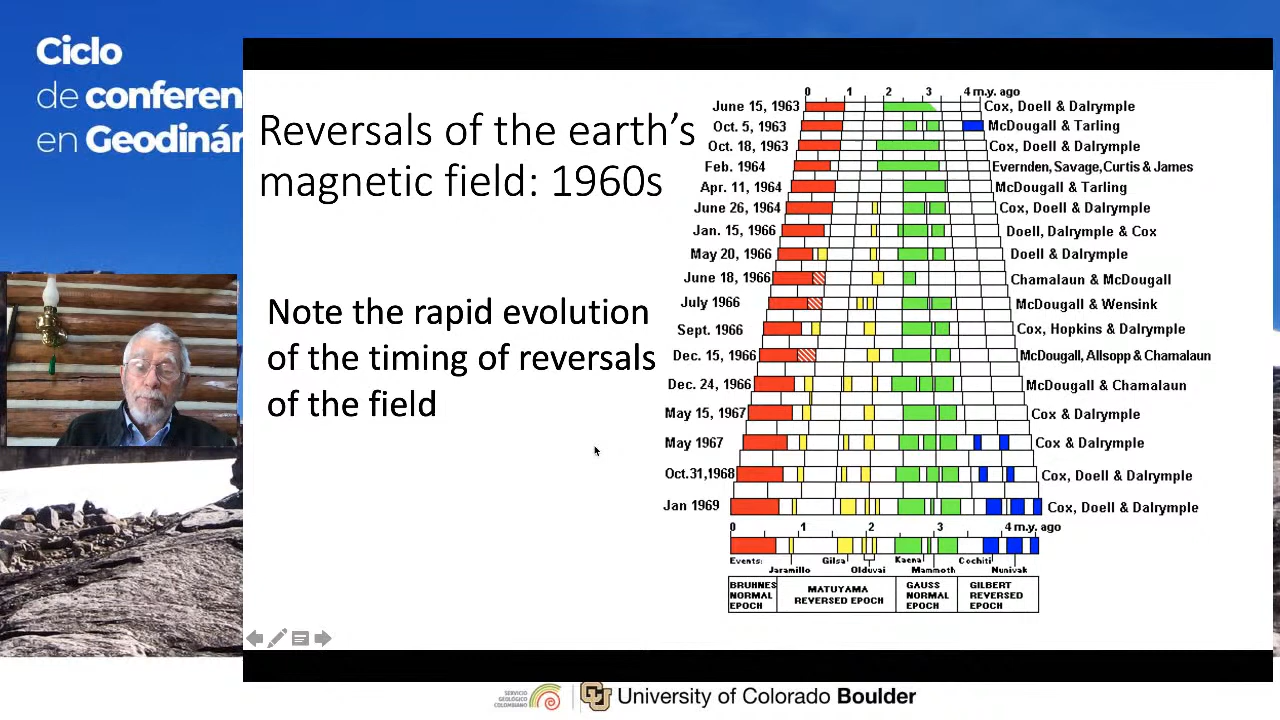 Ciclo
de conferen
en Geodinár
Reversals of the earth's
magnetic field: 1960s
Note the rapid evolution
of the timing of reversals
of the field
0 1 2 3 4 m.y. ago
June 15, 1963 Cox, Doell & Dalrymple
Oct. 5, 1963 McDougall & Tarling
Oct. 18, 1963 Cox, Doell & Dalrymple
Feb. 1964 Evernden, Savage, Curtis & James
Apr. 11, 1964 McDougall & Tarling
June 26, 1964 Cox, Doell & Dalrymple
Jan. 15, 1966 Doell, Dalrymple & Cox
May 20, 1966 Doell & Dalrymple
June 18, 1966 Chamalaun & McDougall
July 1966 McDougall & Wensink
Sept. 1966 Cox, Hopkins & Dalrymple
Dec. 15, 1966 McDougall, Allsopp & Chamalaun
Dec. 24, 1966 McDougall & Chamalaun
May 15, 1967 Cox & Dalrymple
May 1967 Cox & Dalrymple
Oct.31,1968 Cox, Doell & Dalrymple
Jan 1969 Cox, Doell & Dalrymple
0 1 2 3 4 m.y. ago
Events: Gilsa Kaena Cochiti
Jaramillo Olduvai Mammoth Nunivak
BRUHNES
NORMAL
EPOCH
MATUYAMA
REVERSED EPOCH
GAUSS
NORMAL
EPOCH
GILBERT
REVERSED
EPOCH
SERVICIO
GEOLÓGICO
COLOMBIANO
CU
University of Colorado Boulder